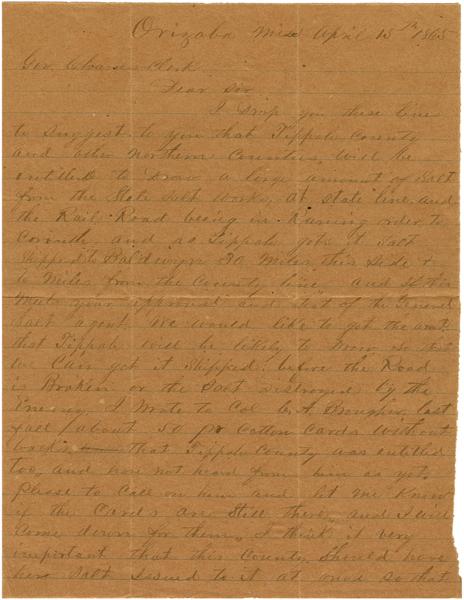 Orizaba Miss April 15th 1865
Gov. Charles Clark
Dear Sir
I Drop you these lines
to suggest to you that Tippah County
and other Northern Counties, will be
entitled to Draw a large amount of Salt
from the State Salt Works, at State line and
the Rail Road being in Runing order to
Corinth, and as Tippah gets it Salt
Shipped to Baldwyn 30 Miles this Side &
10 Miles from the County line and if this
Meets your approval and that of the General
Salt agent, We would like to get the amt.
that Tippah will be likely to Draw so that
We Can get it Shipped before the Road
is Broken or the Salt Destroyed by the
Enemy, I Wrote to Col last
fall about 50 pr Cotton Cards Without
backs that Tippah County was entitled
too, and have not heard from him as yet.
Please to Call on him and let Me Know
if the Cards are Still there, and I will
Come down for them, I think it very
important that this County Should have
her Salt issued to it at once so that